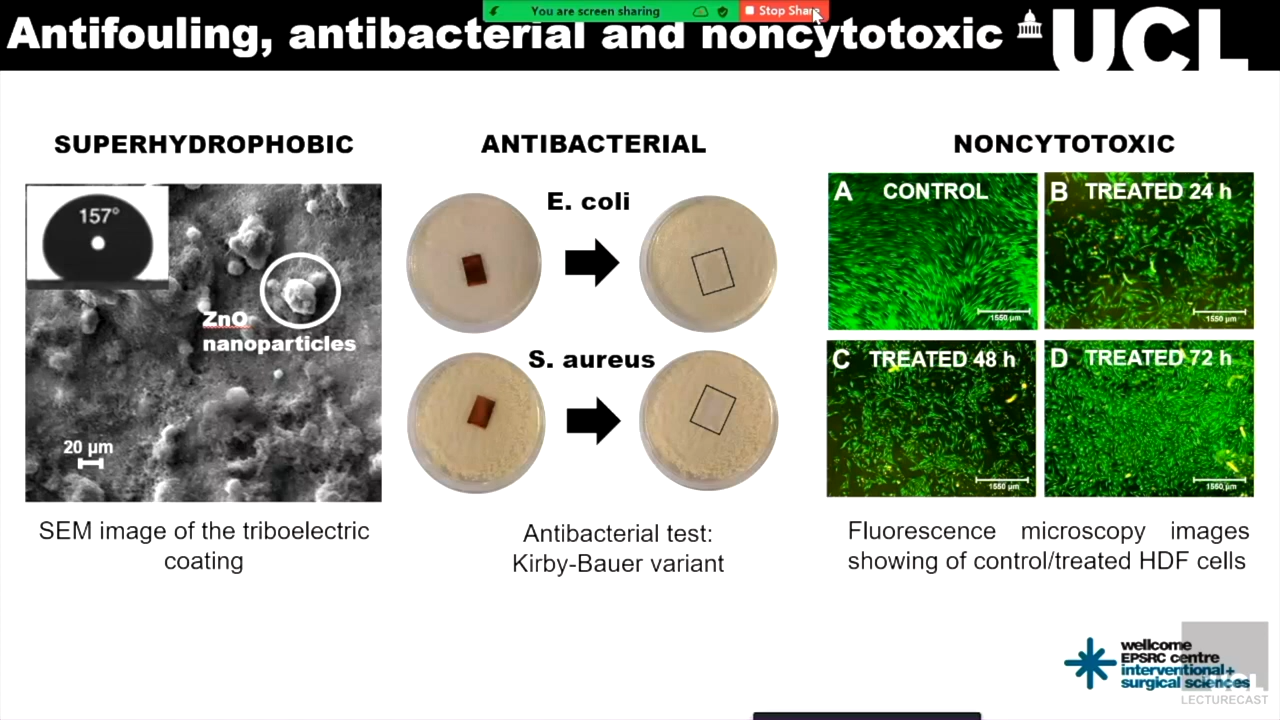 You are screen sharing
Stop Share
Antifouling, antibacterial and noncytotoxic
UCL
SUPERHYDROPHOBIC
157°
ZnO
nanoparticles
20 µm
SEM image of the triboelectric
coating
ANTIBACTERIAL
E. coli
S. aureus
Antibacterial test:
Kirby-Bauer variant
NONCYTOTOXIC
A CONTROL
1550 µm
B TREATED 24 h
1550 µm
C TREATED 48 h
1550 µm
D TREATED 72 h
1550 µm
Fluorescence microscopy images
showing of control/treated HDF cells
wellcome
EPSRC centre
interventional+
surgical sciences
UCL
LECTURECAST